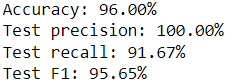 Accuracy: 96.00%
Test precision: 100.00%
Test recall: 91.67%
Test F1: 95.65%